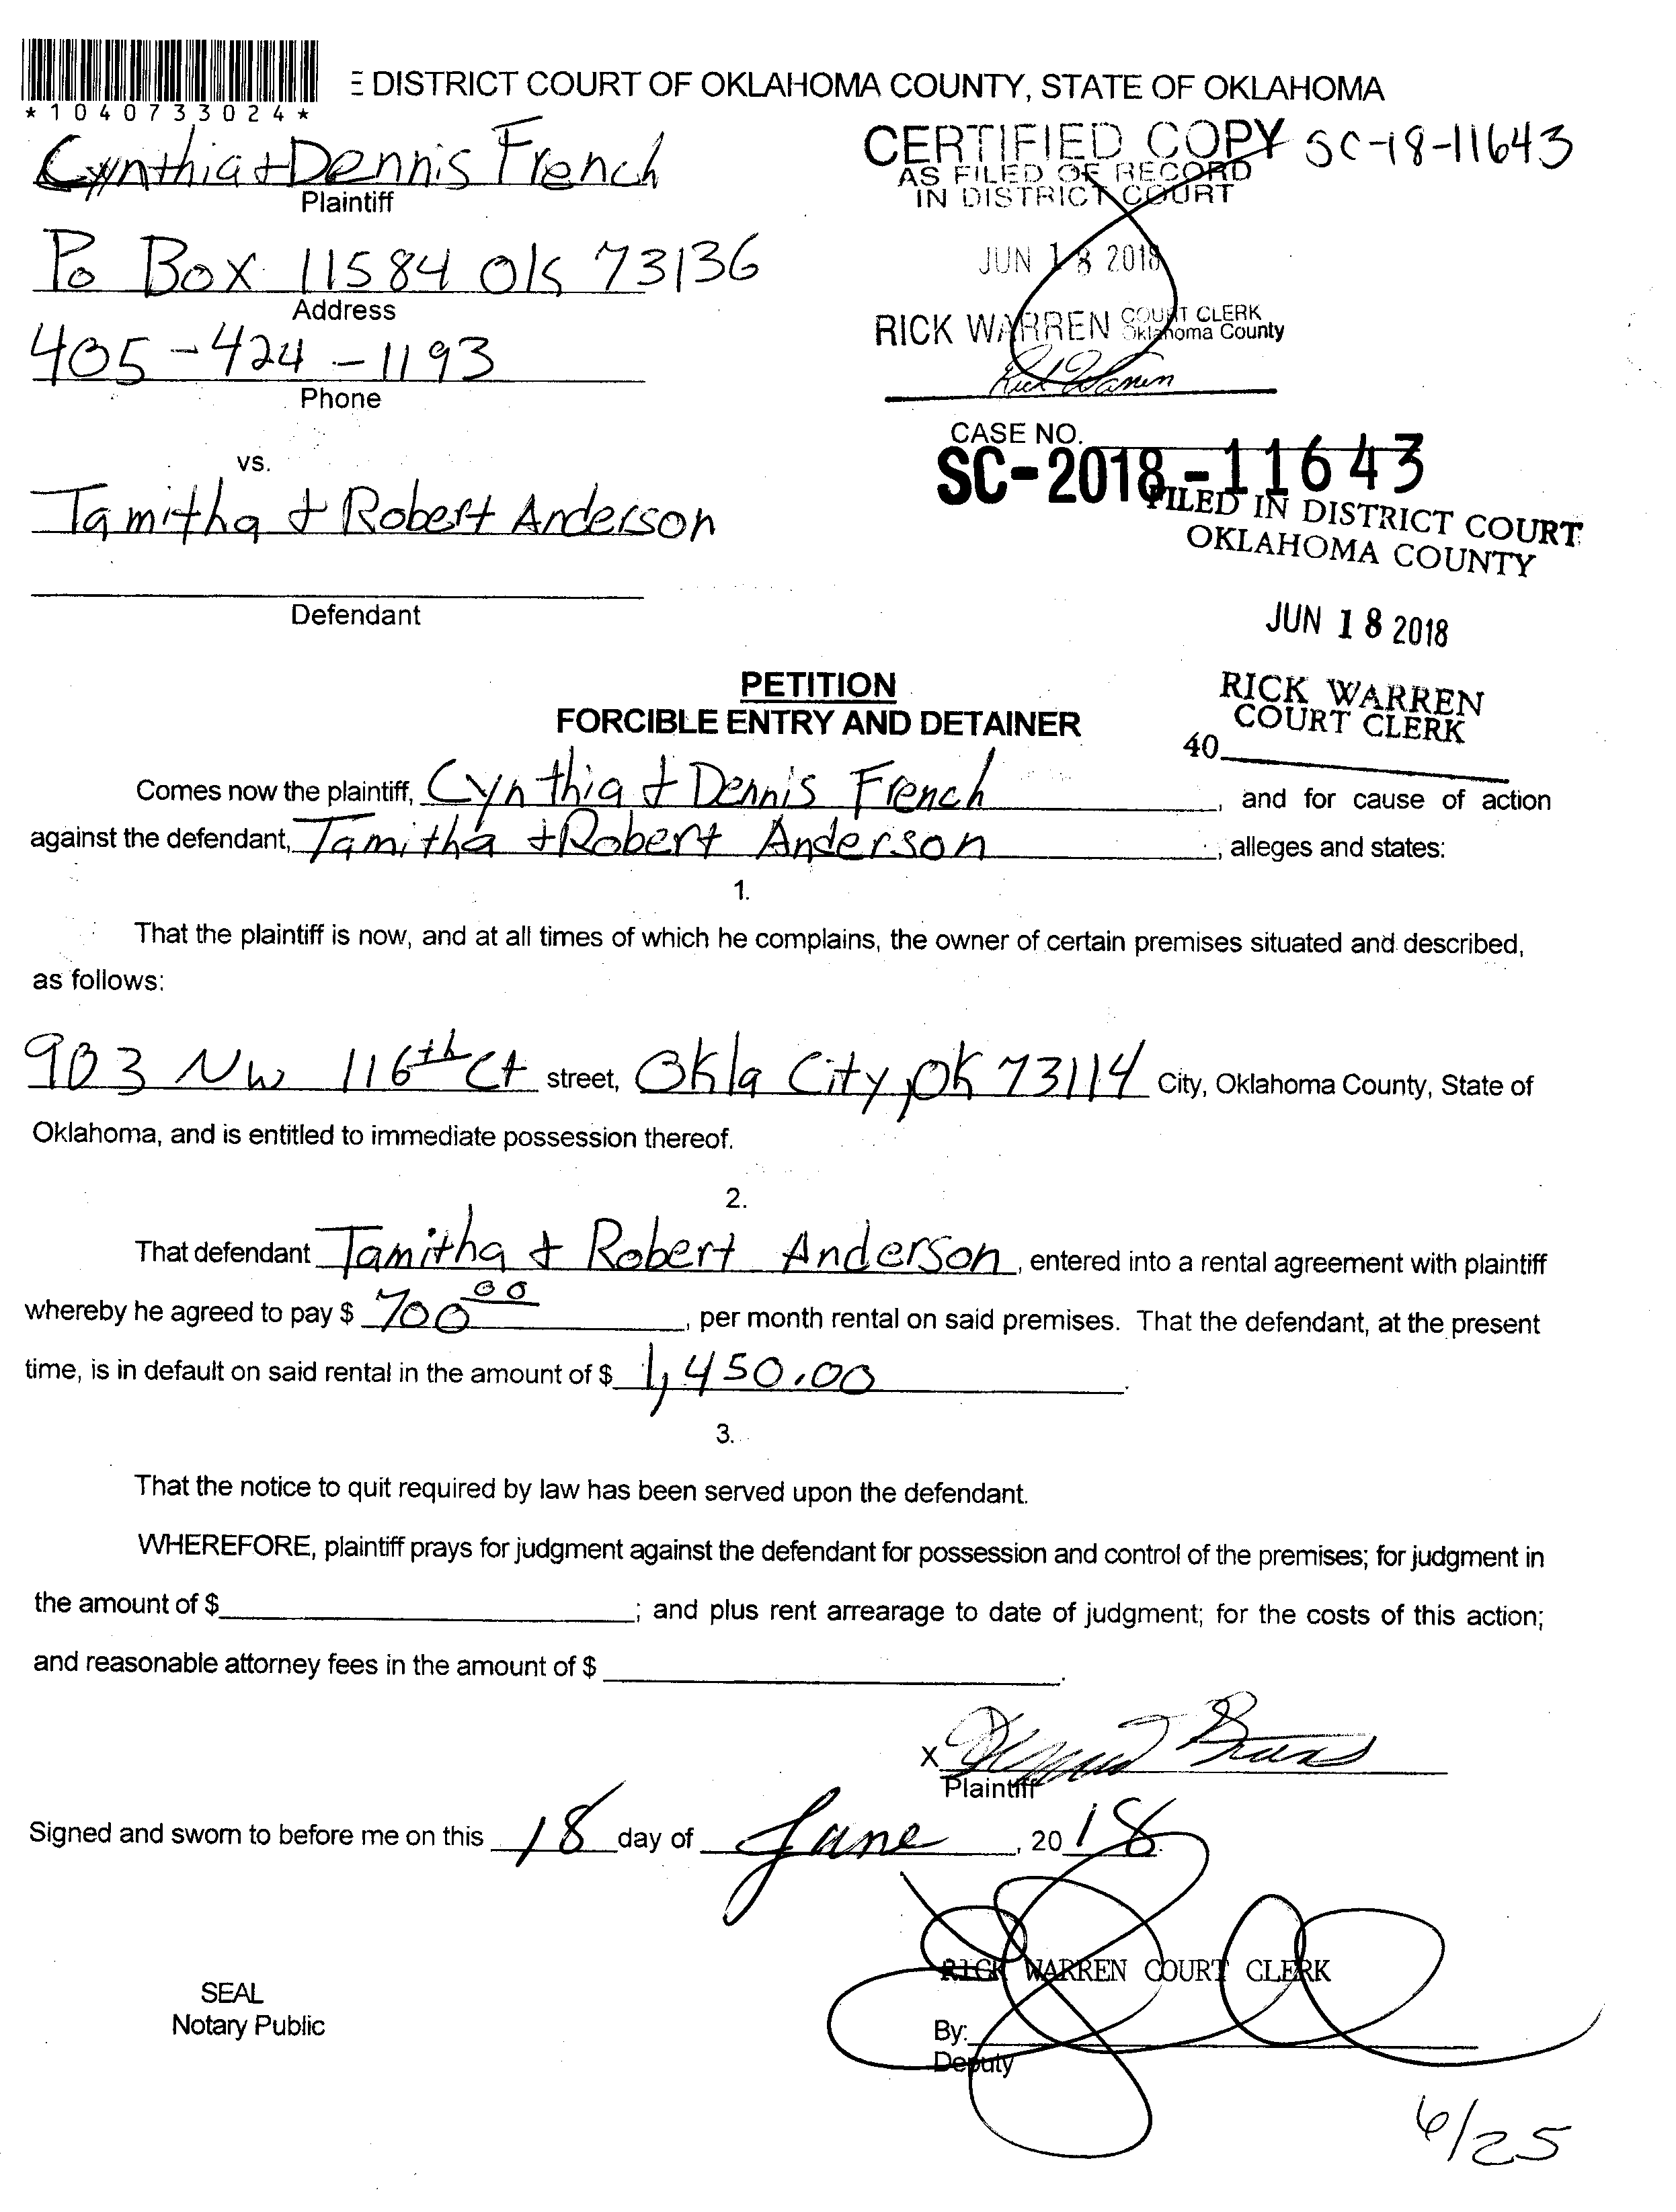 *1040733024*
E DISTRICT COURT OF OKLAHOMA COUNTY, STATE OF OKLAHOMA
Cynthia + Dennis French
Plaintiff
CERTIFIED COPY SC-18-11643
AS FILED OF RECORD
IN DISTRICT COURT
Po Box 11584 Ok 73136
Address
JUN 18 2018
405-424-1193
Phone
RICK WARREN COURT CLERK
Oklahoma County
Rick Warren
vs.
CASE NO.
SC-2018-11643
Tamitha + Robert Anderson
Defendant
FILED IN DISTRICT COURT
OKLAHOMA COUNTY
JUN 18 2018
RICK WARREN
COURT CLERK
40
PETITION
FORCIBLE ENTRY AND DETAINER
Comes now the plaintiff, Cynthia + Dennis French, and for cause of action
against the defendant, Tamitha + Robert Anderson, alleges and states:
1.
That the plaintiff is now, and at all times of which he complains, the owner of certain premises situated and described,
as follows:
903 NW 116th Ct street, Okla City, OK 73114 City, Oklahoma County, State of
Oklahoma, and is entitled to immediate possession thereof.
2.
That defendant Tamitha + Robert Anderson, entered into a rental agreement with plaintiff
whereby he agreed to pay $ 700 00, per month rental on said premises. That the defendant, at the present
time, is in default on said rental in the amount of $ 1,450.00.
3.
That the notice to quit required by law has been served upon the defendant.
WHEREFORE, plaintiff prays for judgment against the defendant for possession and control of the premises; for judgment in
the amount of $; and plus rent arrearage to date of judgment; for the costs of this action;
and reasonable attorney fees in the amount of $.
x
Plaintiff
Signed and sworn to before me on this 18 day of June, 2018
RICK WARREN COURT CLERK
SEAL
Notary Public
By:
Deputy
6/25